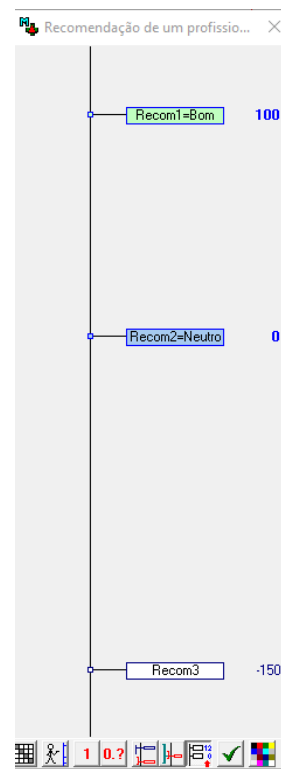 Recomendação de um profissio...
Recom1=Bom 100
Recom2=Neutro 0
Recom3 -150
1 0.?